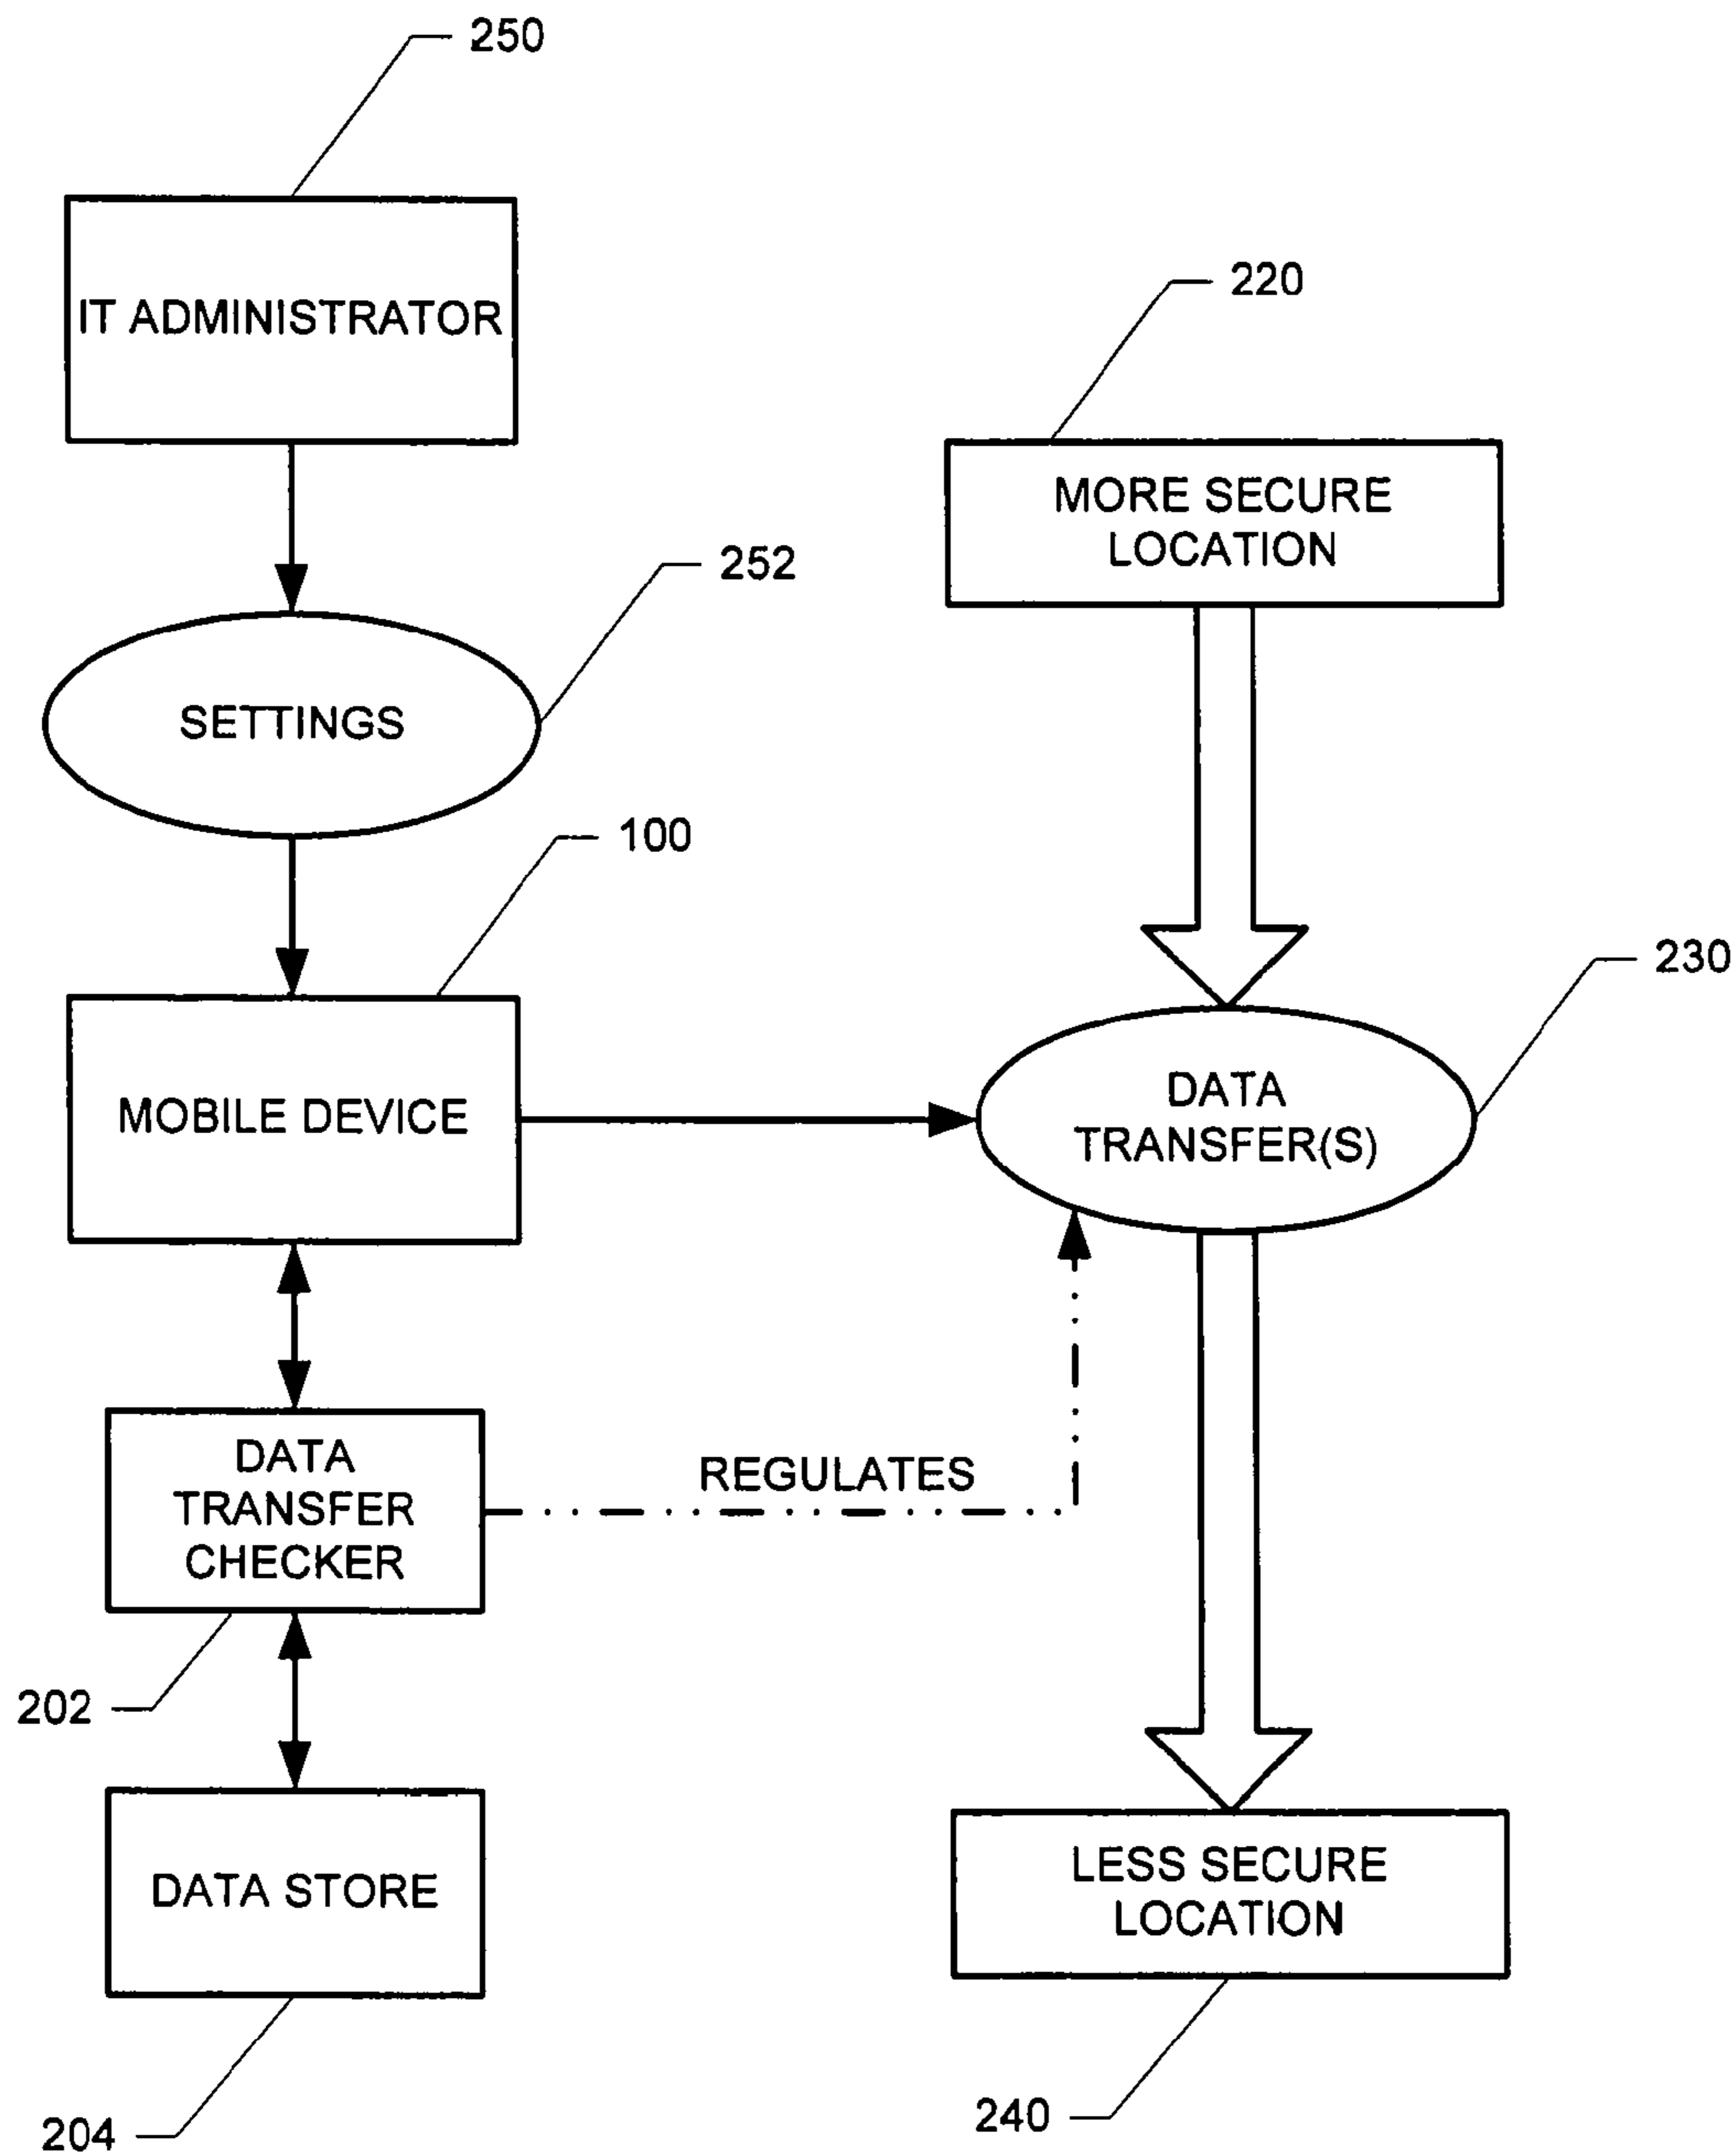 250
IT ADMINISTRATOR
220
MORE SECURE
LOCATION
252
SETTINGS
100
230
MOBILE DEVICE
DATA
TRANSFER(S)
DATA
TRANSFER
CHECKER
REGULATES
202
DATA STORE
LESS SECURE
LOCATION
204
240